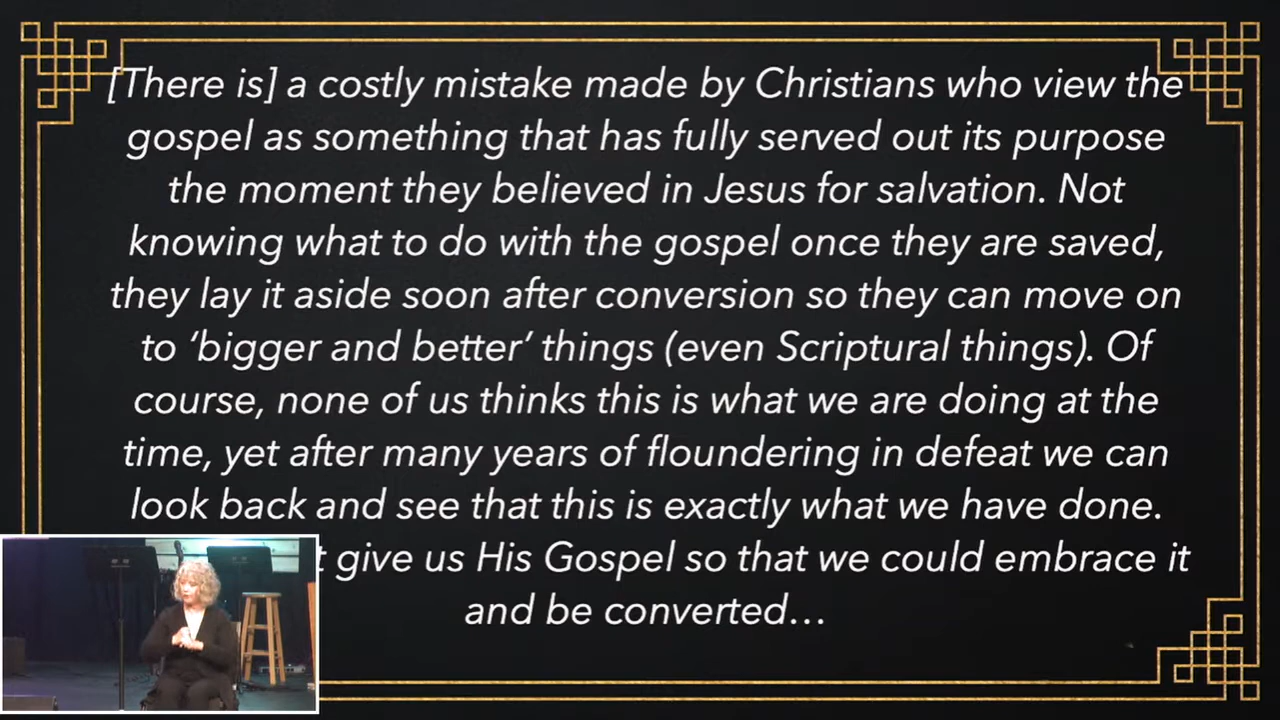 [There is] a costly mistake made by Christians who view the
gospel as something that has fully served out its purpose
the moment they believed in Jesus for salvation. Not
knowing what to do with the gospel once they are saved,
they lay it aside soon after conversion so they can move on
to ‘bigger and better’ things (even Scriptural things). Of
course, none of us thinks this is what we are doing at the
time, yet after many years of floundering in defeat we can
look back and see that this is exactly what we have done.
give us His Gospel so that we could embrace it
and be converted…